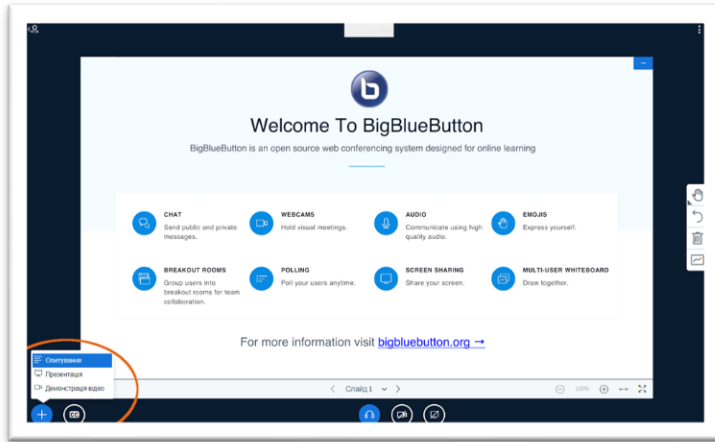 Welcome To BigBlueButton
BigBlueButton is an open source web conferencing system designed for online learning
CHAT
Send public and private
messages.
WEBCAMS
Hold visual meetings.
AUDIO
Communicate using high
quality audio.
EMOJIS
Express yourself.
BREAKOUT ROOMS
Group users into
breakout rooms for team
collaboration.
POLLING
Poll your users anytime.
SCREEN SHARING
Share your screen.
MULTI-USER WHITEBOARD
Draw together.
For more information visit bigbluebutton.org →
Опитування
Презентація
Демонстрація відео
Слайд 1
100%